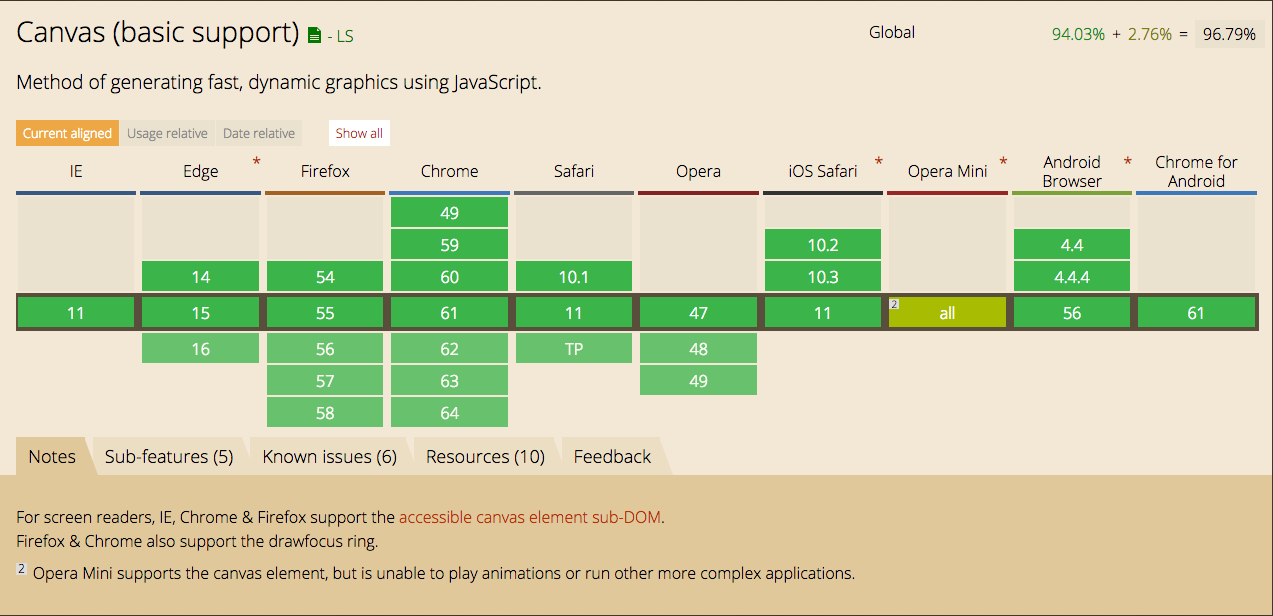 Canvas (basic support) - LS
Global 94.03% + 2.76% = 96.79%
Method of generating fast, dynamic graphics using JavaScript.
Current aligned Usage relative Date relative Show all
IE Edge * Firefox Chrome Safari Opera iOS Safari * Opera Mini * Android Browser * Chrome for Android
49
59 10.2 4.4
14 54 60 10.1 10.3 4.4.4
11 15 55 61 11 47 11 2 all 56 61
16 56 62 TP 48
57 63 49
58 64
Notes Sub-features (5) Known issues (6) Resources (10) Feedback
For screen readers, IE, Chrome & Firefox support the accessible canvas element sub-DOM.
Firefox & Chrome also support the drawfocus ring.
2 Opera Mini supports the canvas element, but is unable to play animations or run other more complex applications.